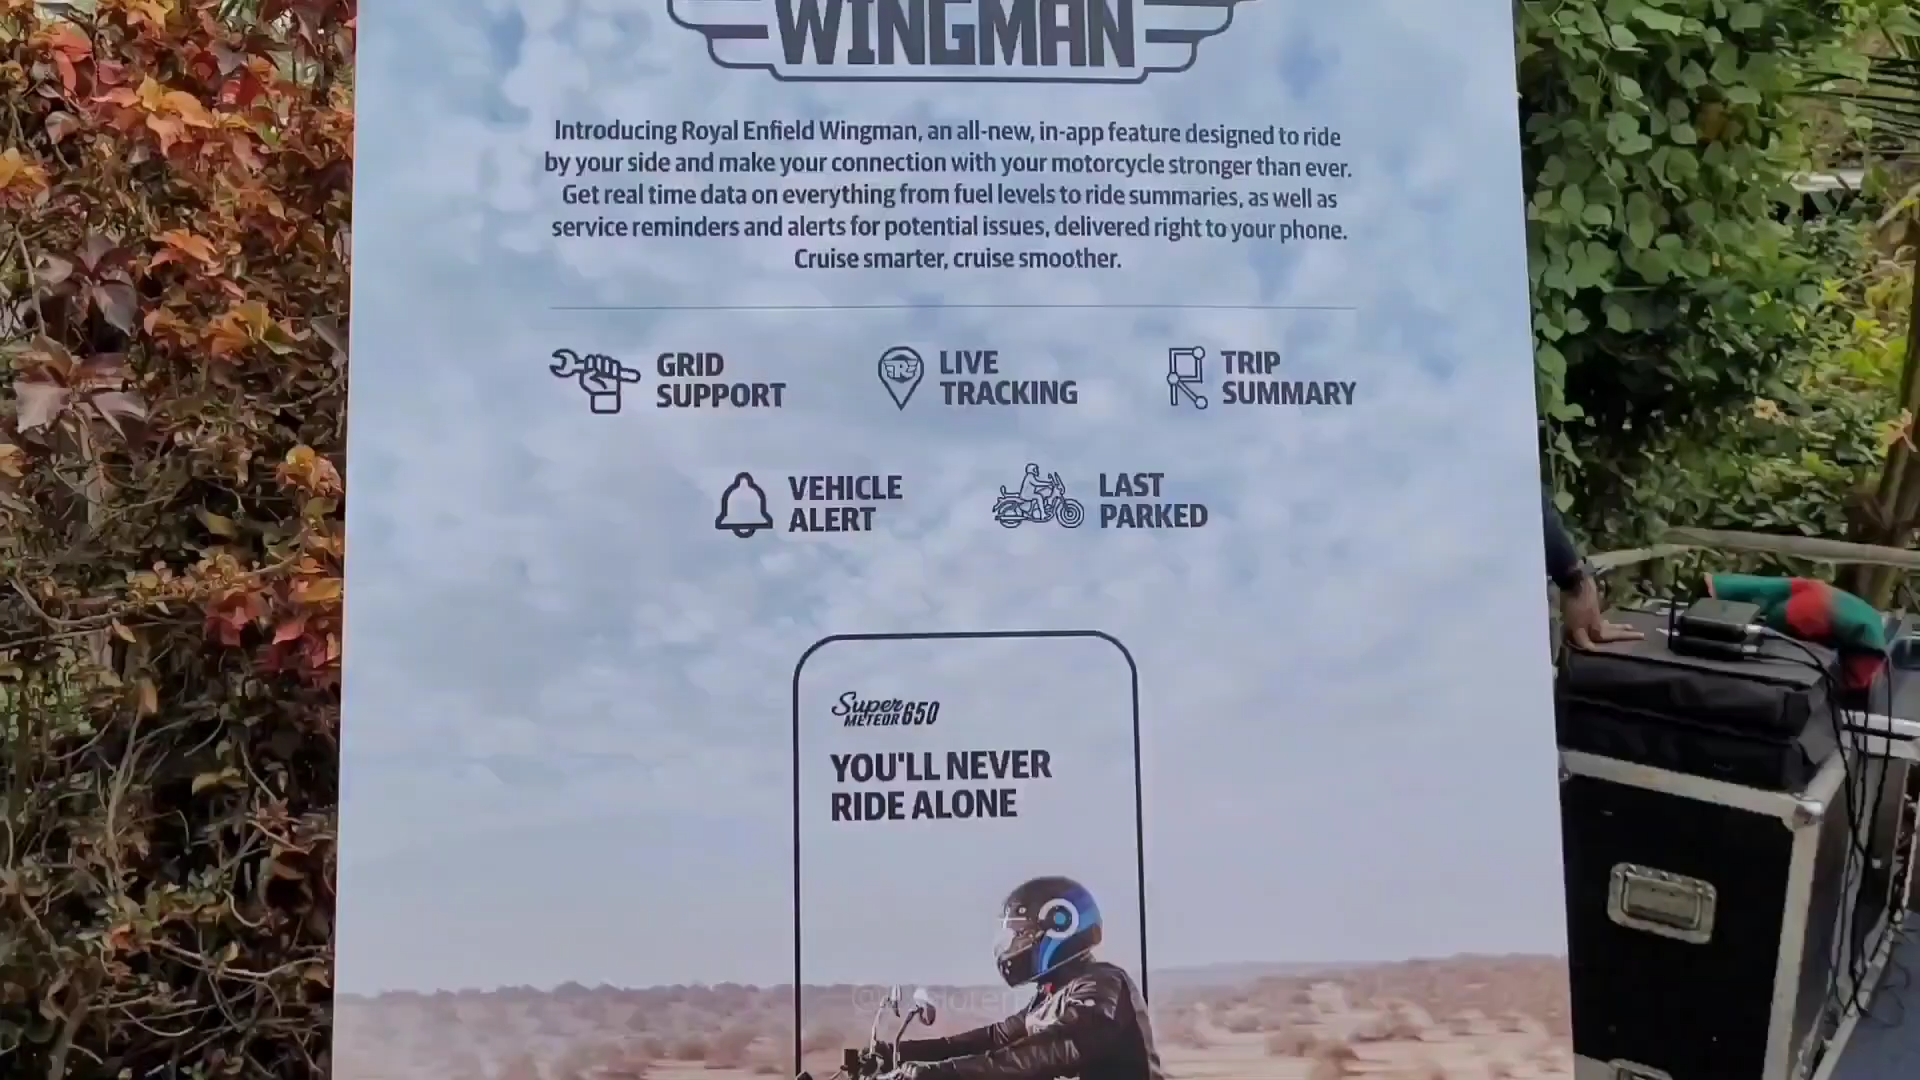 WINGMAN
Introducing Royal Enfield Wingman, an all-new, in-app feature designed to ride
by your side and make your connection with your motorcycle stronger than ever.
Get real time data on everything from fuel levels to ride summaries, as well as
service reminders and alerts for potential issues, delivered right to your phone.
Cruise smarter, cruise smoother.
GRID
SUPPORT
LIVE
TRACKING
TRIP
SUMMARY
VEHICLE
ALERT
LAST
PARKED
Super
METEOR 650
YOU'LL NEVER
RIDE ALONE